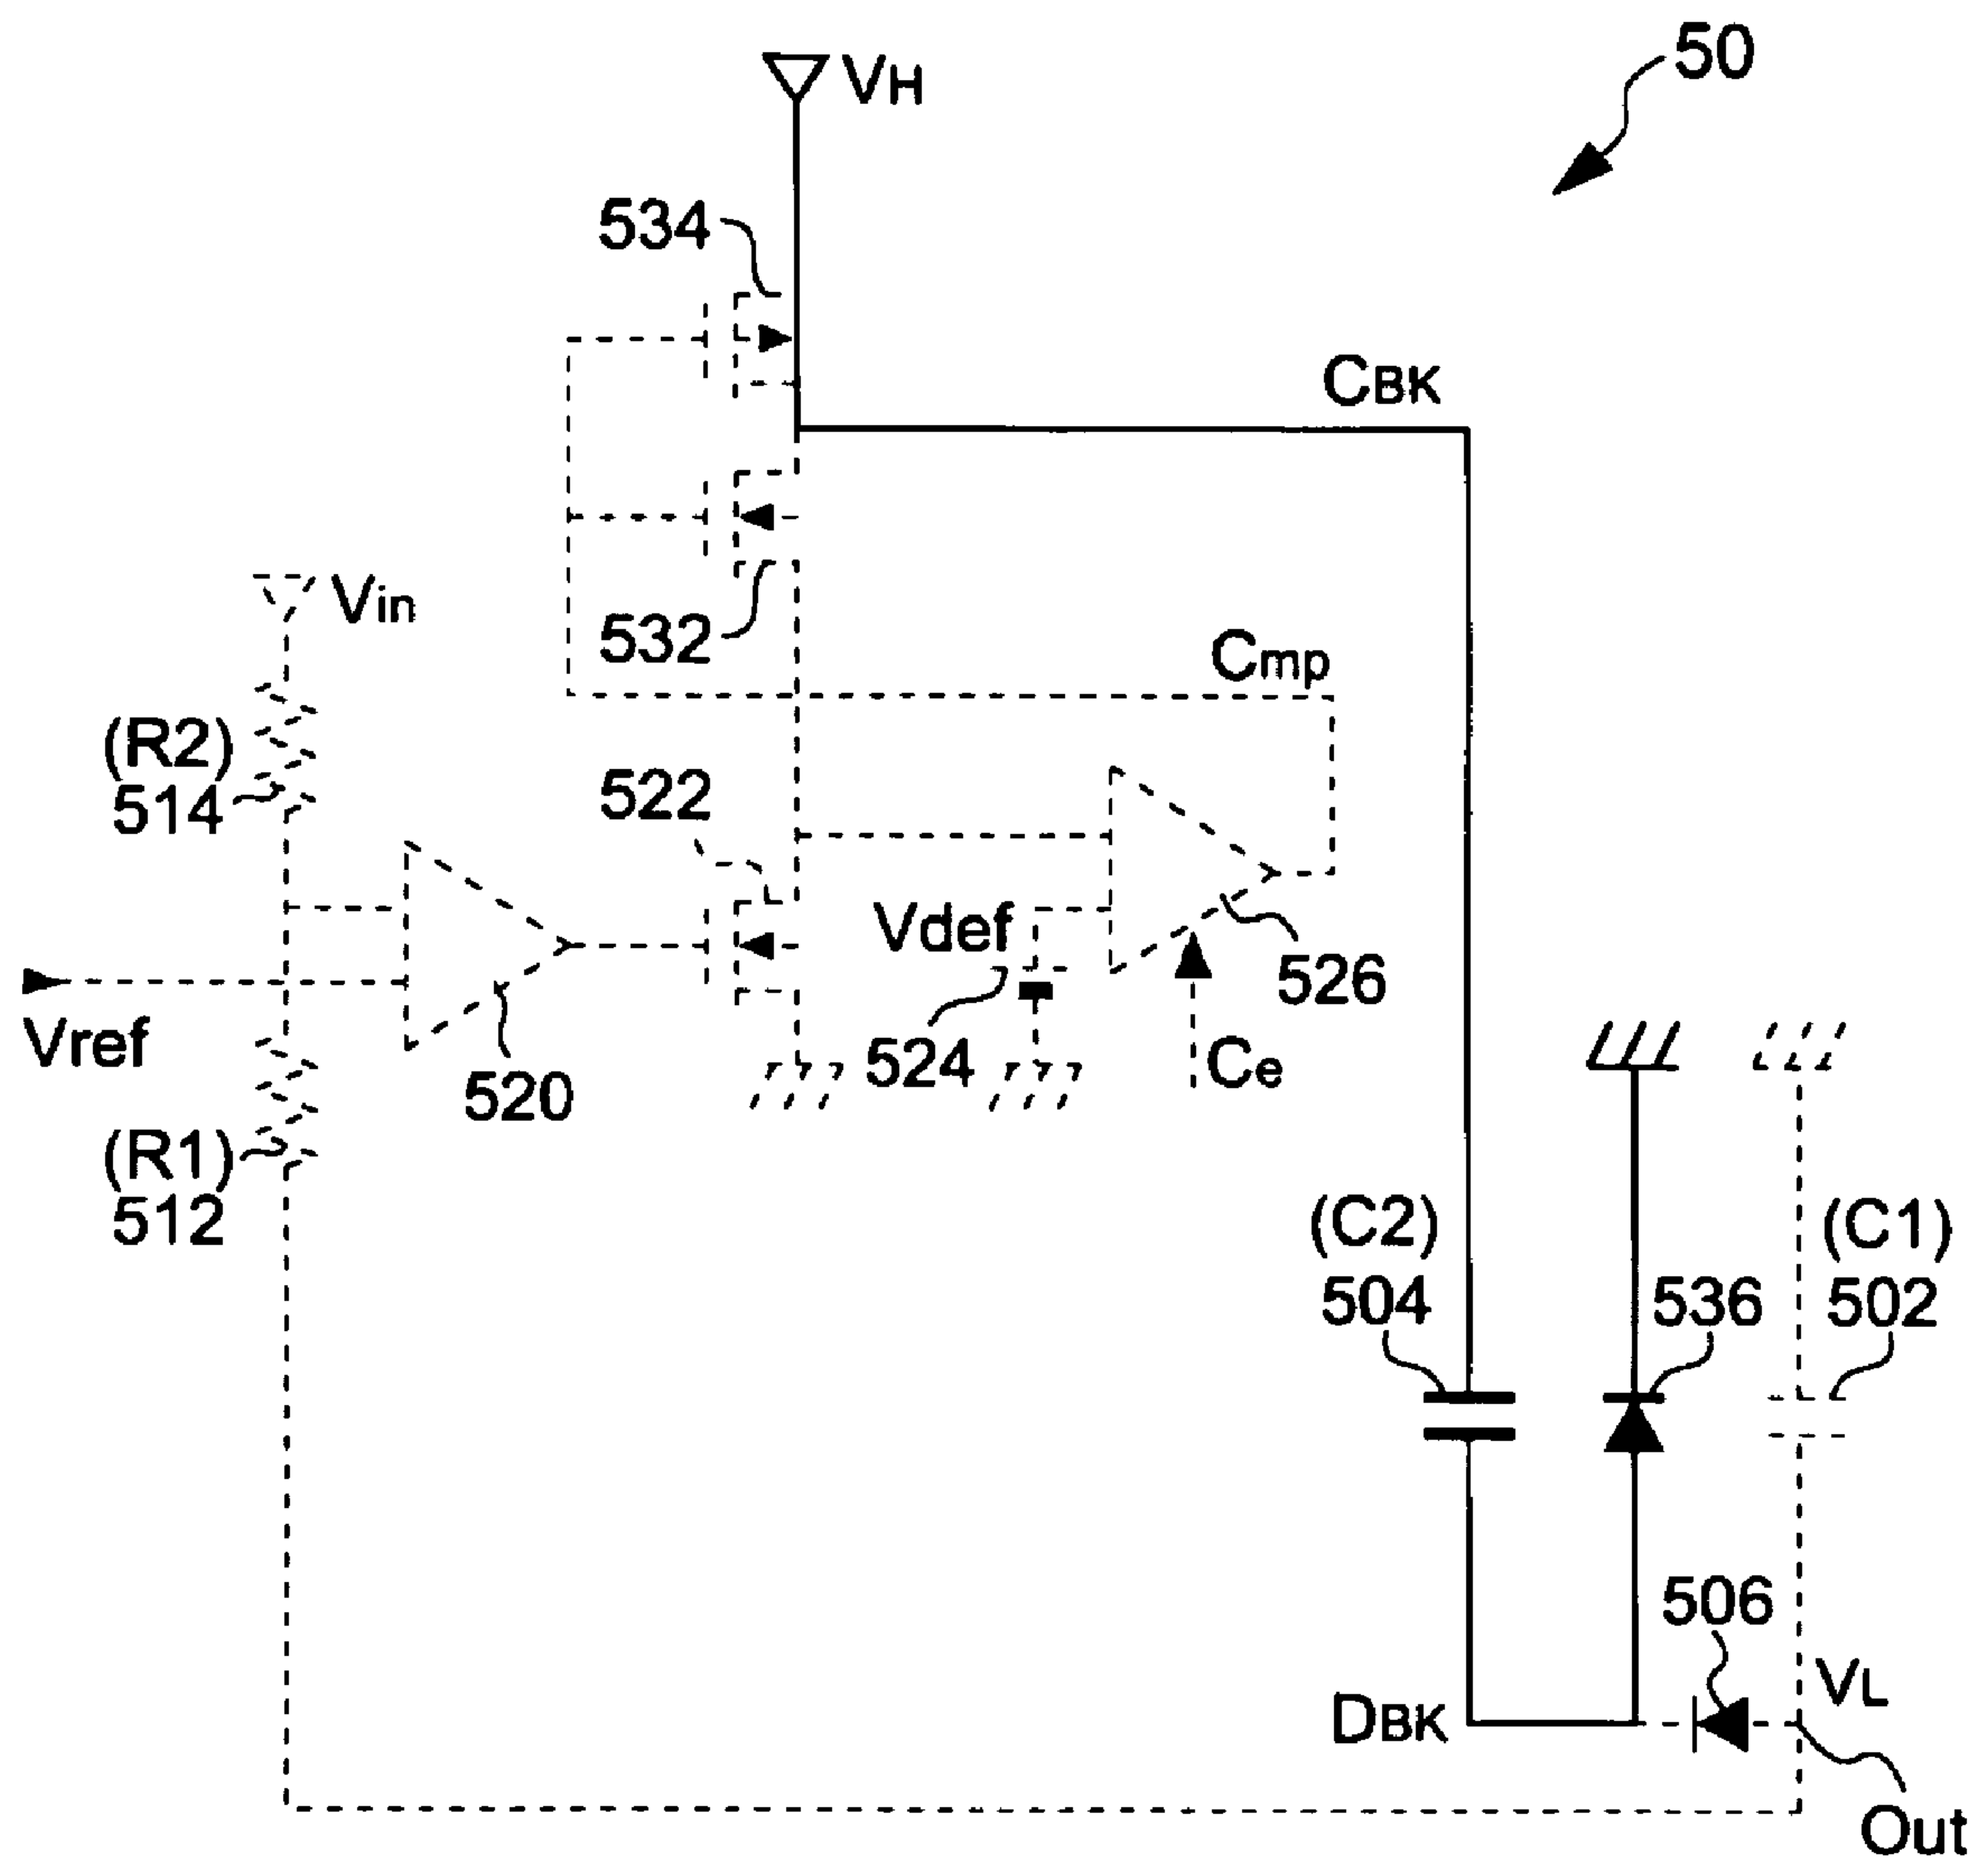 50
VH
534
CBK
Vin
532
Cmp
(R2)
514
522
Vdef
526
Vref
524
Ce
520
(R1)
512
(C2)
504
536
(C1)
502
506
VL
DBK
Out